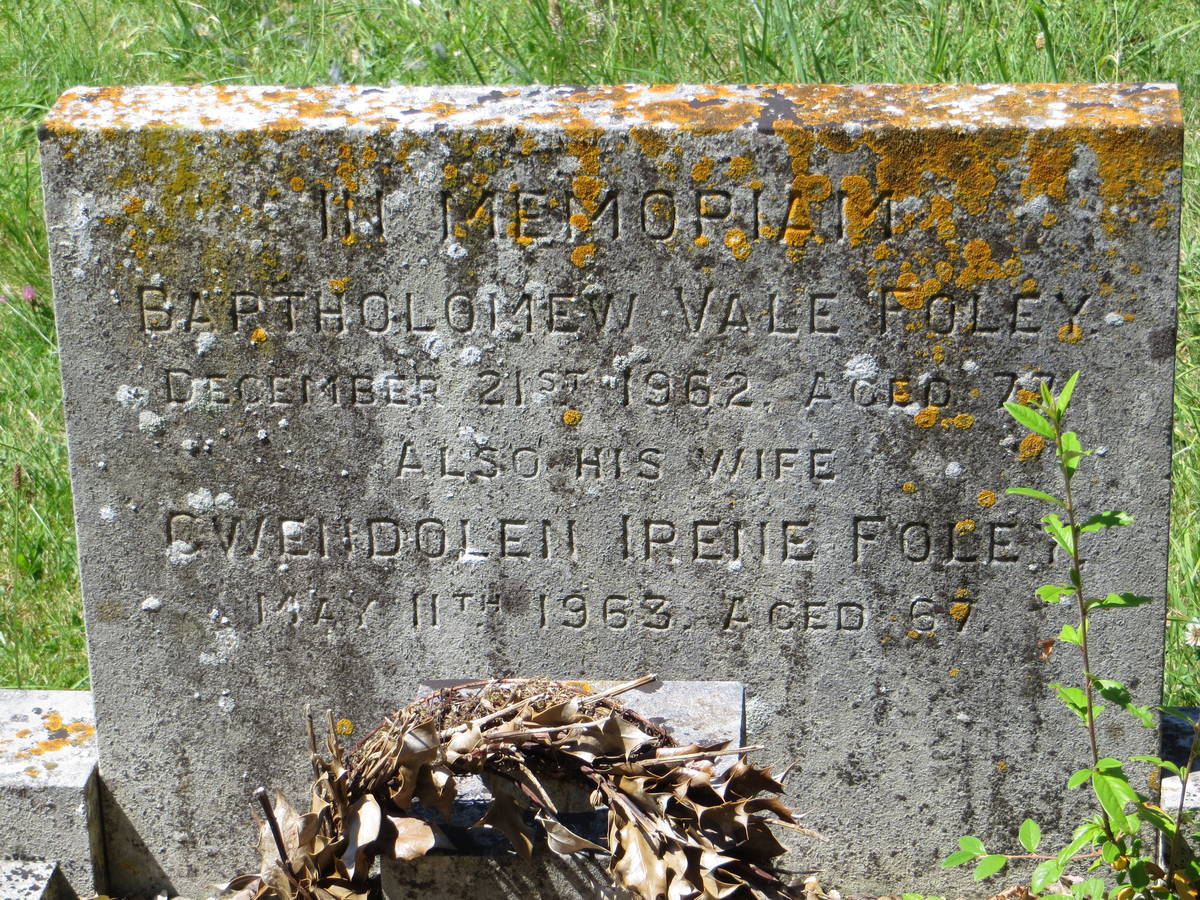 IN MEMORIAM
BARTHOLOMEW VALE FOLEY
DECEMBER 21ST 1962. AGED 77.
ALSO HIS WIFE
GWENDOLEN IRENE FOLEY.
MAY 11TH 1963. AGED 67.